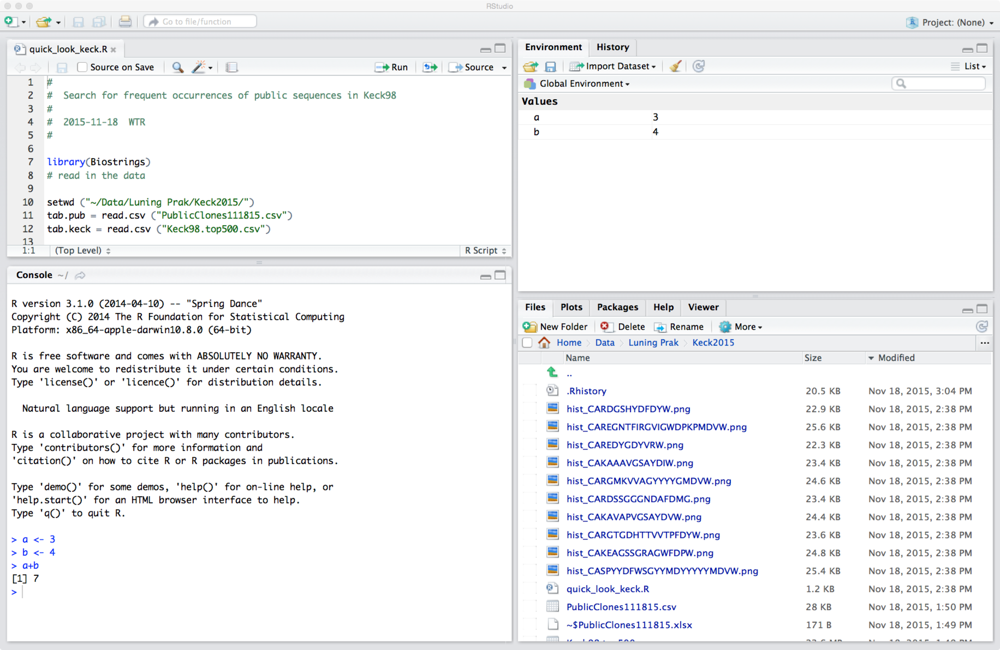 RStudio
Go to file/function
Project: (None)
quick_look_keck.R
Source on Save
Run
Source
1 #
2 #  Search for frequent occurrences of public sequences in Keck98
3 #
4 #  2015-11-18  WTR
5 #
6
7 library(Biostrings)
8 # read in the data
9
10 setwd ("~/Data/Luning Prak/Keck2015/")
11 tab.pub = read.csv ("PublicClones111815.csv")
12 tab.keck = read.csv ("Keck98.top500.csv")
13
1:1 (Top Level) R Script
Console ~/
R version 3.1.0 (2014-04-10) -- "Spring Dance"
Copyright (C) 2014 The R Foundation for Statistical Computing
Platform: x86_64-apple-darwin10.8.0 (64-bit)
R is free software and comes with ABSOLUTELY NO WARRANTY.
You are welcome to redistribute it under certain conditions.
Type 'license()' or 'licence()' for distribution details.
Natural language support but running in an English locale
R is a collaborative project with many contributors.
Type 'contributors()' for more information and
'citation()' on how to cite R or R packages in publications.
Type 'demo()' for some demos, 'help()' for on-line help, or
'help.start()' for an HTML browser interface to help.
Type 'q()' to quit R.
> a <- 3
> b <- 4
> a+b
[1] 7
>
Environment History
Import Dataset List
Global Environment
Values
a 3
b 4
Files Plots Packages Help Viewer
New Folder Delete Rename More
Home Data Luning Prak Keck2015 ...
Name Size Modified
..
.Rhistory 20.5 KB Nov 18, 2015, 3:04 PM
hist_CARDGSHYDFDYW.png 22.9 KB Nov 18, 2015, 2:38 PM
hist_CAREGNTFIRGVIGWDPKPMDVW.png 25.6 KB Nov 18, 2015, 2:38 PM
hist_CAREDYGDYVRW.png 22.3 KB Nov 18, 2015, 2:38 PM
hist_CAKAAAVGSAYDIW.png 23.4 KB Nov 18, 2015, 2:38 PM
hist_CARGMKVVAGYYYYGMDVW.png 24.6 KB Nov 18, 2015, 2:38 PM
hist_CARDSSGGGNDAFDMG.png 23.4 KB Nov 18, 2015, 2:38 PM
hist_CAKAVAPVGSAYDVW.png 24.4 KB Nov 18, 2015, 2:38 PM
hist_CARGTGDHTTVVTPFDYW.png 23.6 KB Nov 18, 2015, 2:38 PM
hist_CAKEAGSSGRAGWFDPW.png 24.8 KB Nov 18, 2015, 2:38 PM
hist_CASPYYDFWSGYYMDYYYYYMDVW.png 25.4 KB Nov 18, 2015, 2:38 PM
quick_look_keck.R 1.2 KB Nov 18, 2015, 2:38 PM
PublicClones111815.csv 28 KB Nov 18, 2015, 1:50 PM
~$PublicClones111815.xlsx 171 B Nov 18, 2015, 1:49 PM